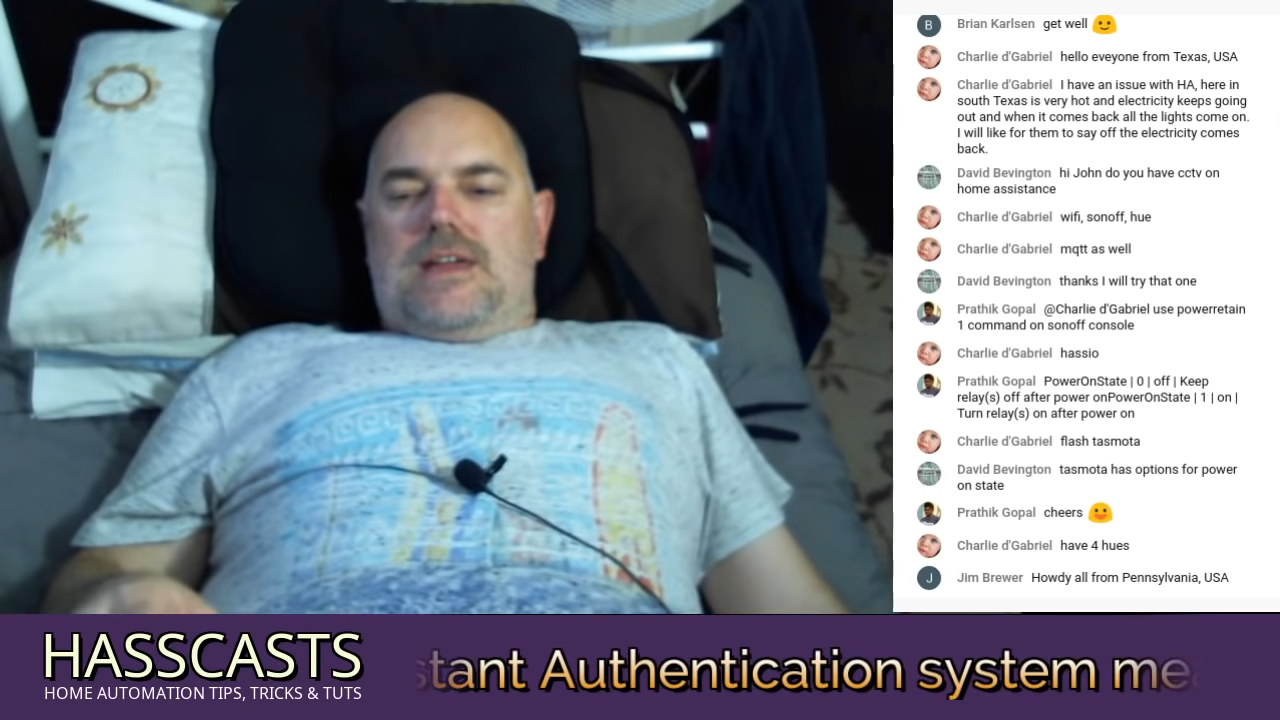 Brian Karlsen get well
Charlie d'Gabriel hello eveyone from Texas, USA
Charlie d'Gabriel I have an issue with HA, here in
south Texas is very hot and electricity keeps going
out and when it comes back all the lights come on.
I will like for them to say off the electricity comes
back.
David Bevington hi John do you have cctv on
home assistance
Charlie d'Gabriel wifi, sonoff, hue
Charlie d'Gabriel mqtt as well
David Bevington thanks I will try that one
Prathik Gopal @Charlie d'Gabriel use powerretain
1 command on sonoff console
Charlie d'Gabriel hassio
Prathik Gopal PowerOnState | 0 | off | Keep
relay(s) off after power onPowerOnState | 1 | on |
Turn relay(s) on after power on
Charlie d'Gabriel flash tasmota
David Bevington tasmota has options for power
on state
Prathik Gopal cheers
Charlie d'Gabriel have 4 hues
J Jim Brewer Howdy all from Pennsylvania, USA
HASSCASTS
HOME AUTOMATION TIPS, TRICKS & TUTS
stant Authentication system me